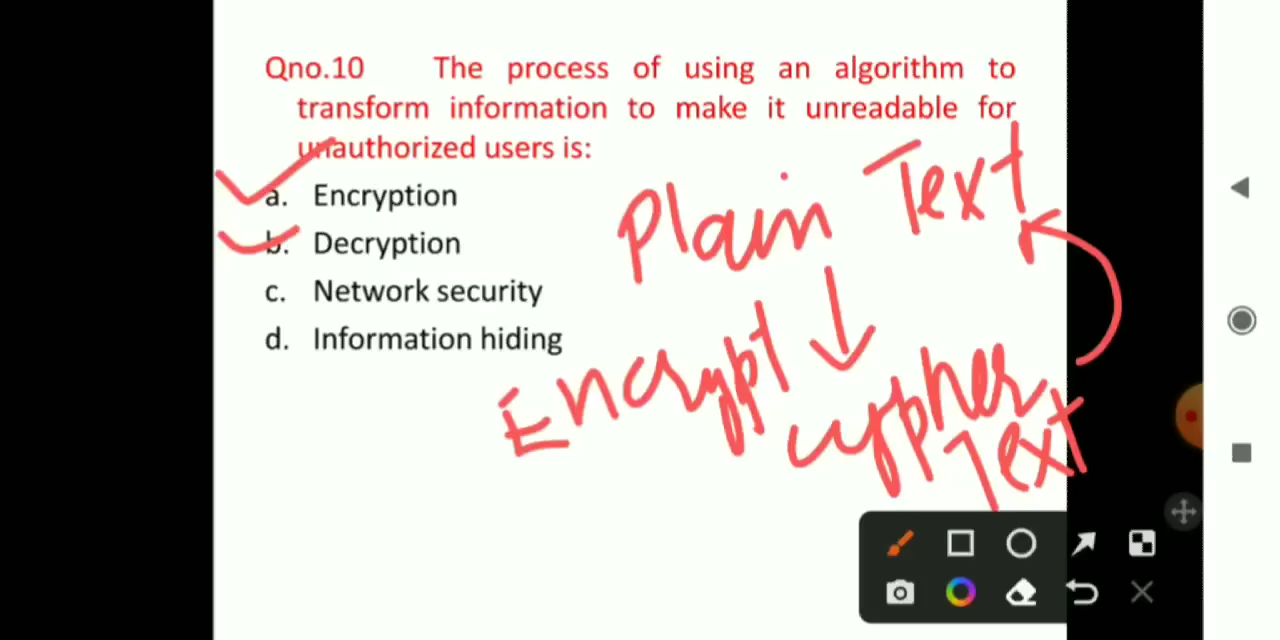 Qno.10 The process of using an algorithm to
transform information to make it unreadable for
unauthorized users is:
a. Encryption
b. Decryption
c. Network security
d. Information hiding
Plain Text
Encrypt
Cypher
Text